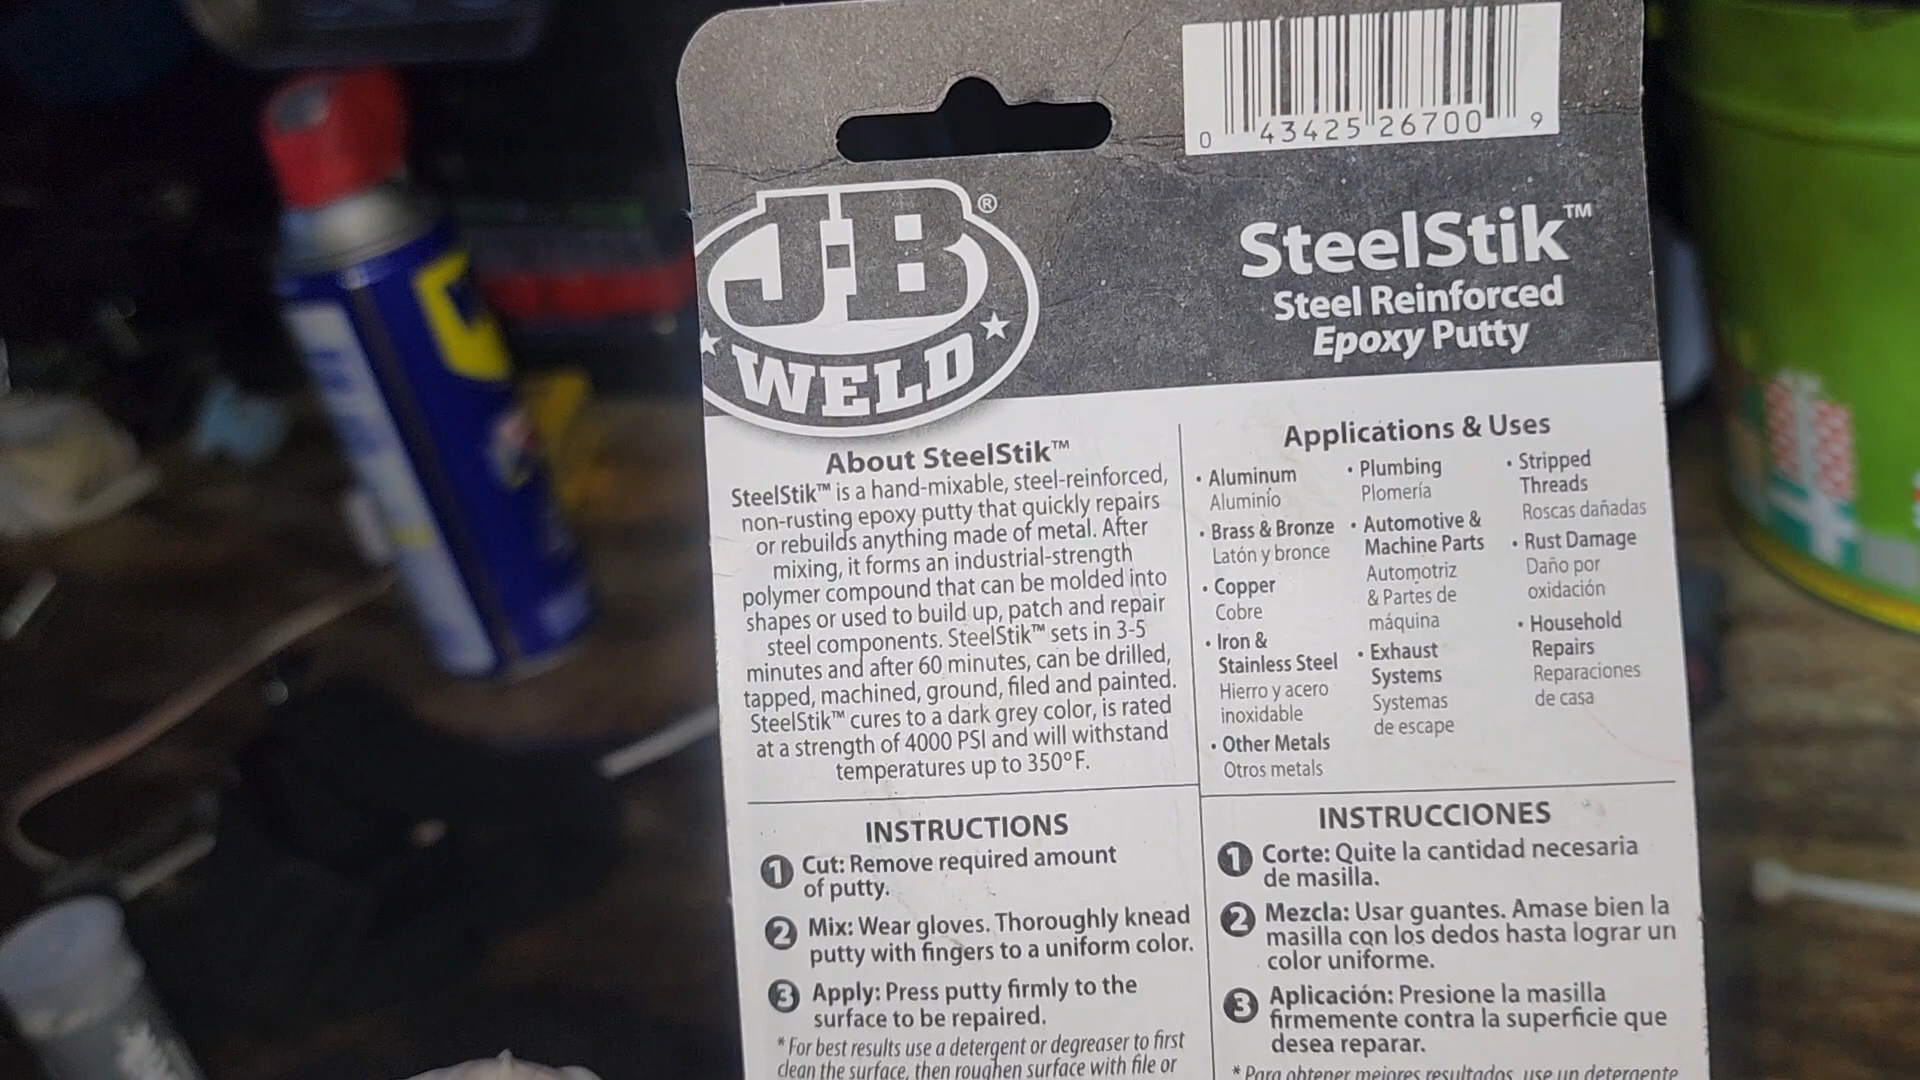 0 43425 26700 9
J-B®
WELD
SteelStik™
Steel Reinforced
Epoxy Putty
About SteelStik™
SteelStik™ is a hand-mixable, steel-reinforced,
non-rusting epoxy putty that quickly repairs
or rebuilds anything made of metal. After
mixing, it forms an industrial-strength
polymer compound that can be molded into
shapes or used to build up, patch and repair
steel components. SteelStik™ sets in 3-5
minutes and after 60 minutes, can be drilled,
tapped, machined, ground, filed and painted.
SteelStik™ cures to a dark grey color, is rated
at a strength of 4000 PSI and will withstand
temperatures up to 350°F.
Applications & Uses
• Aluminum
Aluminio
• Brass & Bronze
Latón y bronce
• Copper
Cobre
• Iron &
Stainless Steel
Hierro y acero
inoxidable
• Other Metals
Otros metals
• Plumbing
Plomería
• Automotive &
Machine Parts
Automotriz
& Partes de
máquina
• Exhaust
Systems
Systemas
de escape
• Stripped
Threads
Roscas dañadas
• Rust Damage
Daño por
oxidación
• Household
Repairs
Reparaciones
de casa
INSTRUCTIONS
1 Cut: Remove required amount
of putty.
2 Mix: Wear gloves. Thoroughly knead
putty with fingers to a uniform color.
3 Apply: Press putty firmly to the
surface to be repaired.
* For best results use a detergent or degreaser to first
clean the surface, then roughen surface with file or
INSTRUCCIONES
1 Corte: Quite la cantidad necesaria
de masilla.
2 Mezcla: Usar guantes. Amase bien la
masilla con los dedos hasta lograr un
color uniforme.
3 Aplicación: Presione la masilla
firmemente contra la superficie que
desea reparar.
* Para obtener mejores resultados, use un detergente